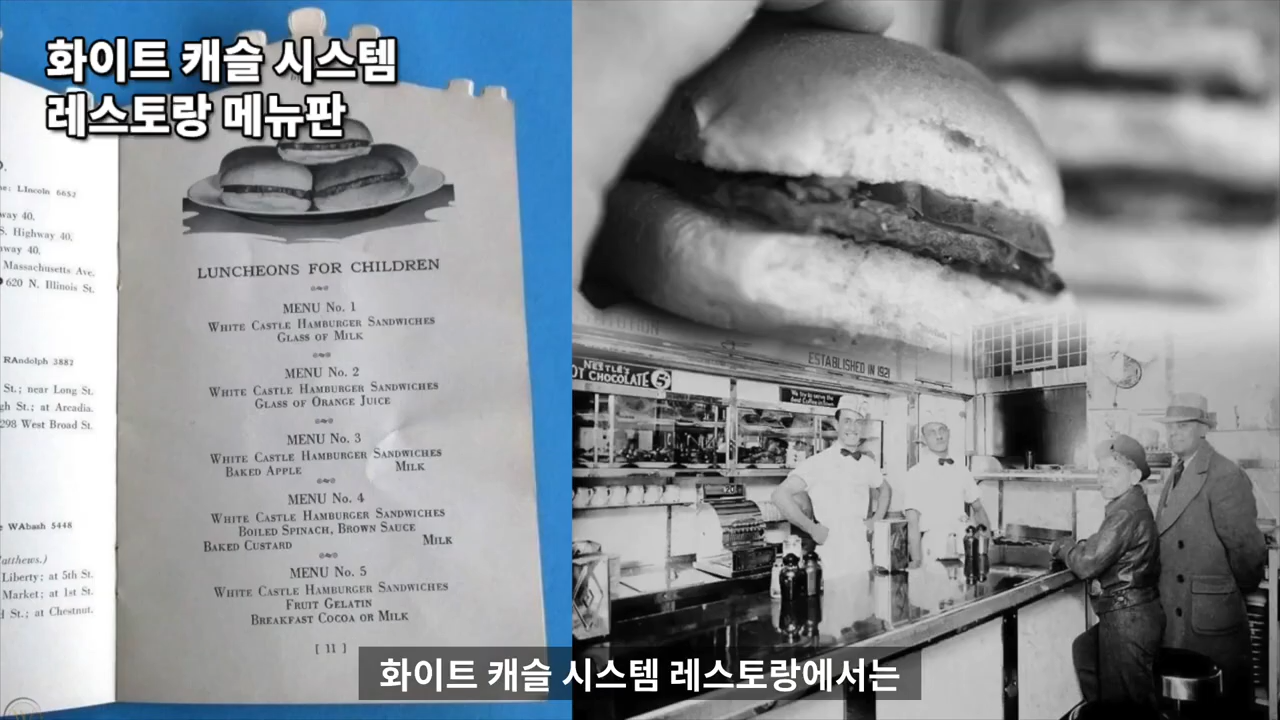 화이트 캐슬 시스템
레스토랑 메뉴판
LUNCHEONS FOR CHILDREN
MENU No. 1
WHITE CASTLE HAMBURGER SANDWICHES
GLASS OF MILK
MENU No. 2
WHITE CASTLE HAMBURGER SANDWICHES
GLASS OF ORANGE JUICE
MENU No. 3
WHITE CASTLE HAMBURGER SANDWICHES
BAKED APPLE MILK
MENU No. 4
WHITE CASTLE HAMBURGER SANDWICHES
BOILED SPINACH, BROWN SAUCE
BAKED CUSTARD MILK
MENU No. 5
WHITE CASTLE HAMBURGER SANDWICHES
FRUIT GELATIN
BREAKFAST COCOA OR MILK
[ 11 ]
LINCOLN 6652
way 40.
S. Highway 40.
way 40.
Massachusetts Ave.
620 N. Illinois St.
RANDOLPH 3882
St.; near Long St.
gh St.; at Arcadia.
298 West Broad St.
WABASH 5448
atthews.)
Liberty; at 5th St.
Market; at 1st St.
St.; at Chestnut.
ESTABLISHED IN 1921
NESTLE'S
OT CHOCOLATE 5¢
화이트 캐슬 시스템 레스토랑에서는